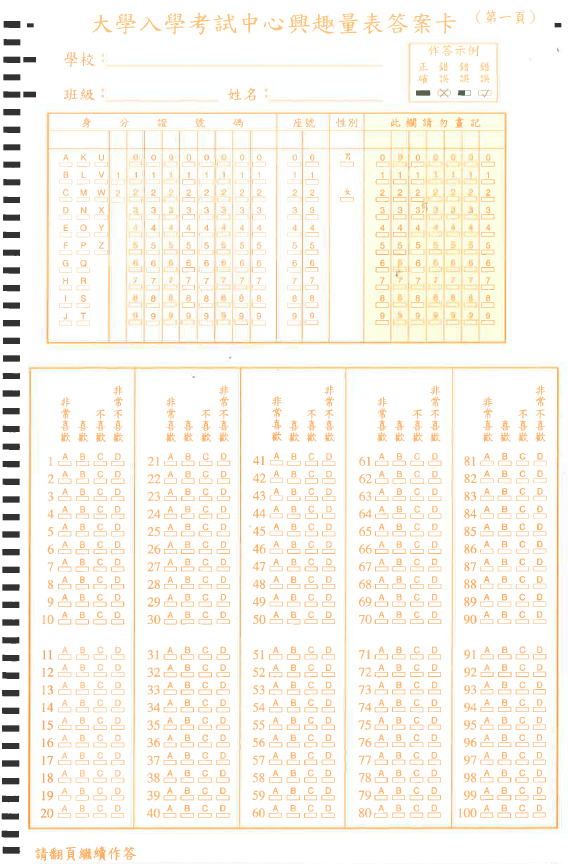 大學入學考試中心興趣量表答案卡 (第一頁)
學校:
班級: 姓名:
作答示例
正確 錯誤 錯誤 錯誤
身分證號碼 座號 性別 此欄請勿畫記
A K U 0 0 0 0 0 0 0 0 0 0 男 0 0 0 0 0 0 0
B L V 1 1 1 1 1 1 1 1 1 1 1 1 1 1 1 1 1 1
C M W 2 2 2 2 2 2 2 2 2 2 2 女 2 2 2 2 2 2 2
D N X 3 3 3 3 3 3 3 3 3 3 3 3 3 3 3 3 3
E O Y 4 4 4 4 4 4 4 4 4 4 4 4 4 4 4 4 4
F P Z 5 5 5 5 5 5 5 5 5 5 5 5 5 5 5 5 5
G Q 6 6 6 6 6 6 6 6 6 6 6 6 6 6 6 6 6
H R 7 7 7 7 7 7 7 7 7 7 7 7 7 7 7 7 7
I S 8 8 8 8 8 8 8 8 8 8 8 8 8 8 8 8 8
J T 9 9 9 9 9 9 9 9 9 9 9 9 9 9 9 9 9
非常喜歡 喜歡 不喜歡 非常不喜歡 非常喜歡 喜歡 不喜歡 非常不喜歡 非常喜歡 喜歡 不喜歡 非常不喜歡 非常喜歡 喜歡 不喜歡 非常不喜歡 非常喜歡 喜歡 不喜歡 非常不喜歡
1 A B C D 21 A B C D 41 A B C D 61 A B C D 81 A B C D
2 A B C D 22 A B C D 42 A B C D 62 A B C D 82 A B C D
3 A B C D 23 A B C D 43 A B C D 63 A B C D 83 A B C D
4 A B C D 24 A B C D 44 A B C D 64 A B C D 84 A B C D
5 A B C D 25 A B C D 45 A B C D 65 A B C D 85 A B C D
6 A B C D 26 A B C D 46 A B C D 66 A B C D 86 A B C D
7 A B C D 27 A B C D 47 A B C D 67 A B C D 87 A B C D
8 A B C D 28 A B C D 48 A B C D 68 A B C D 88 A B C D
9 A B C D 29 A B C D 49 A B C D 69 A B C D 89 A B C D
10 A B C D 30 A B C D 50 A B C D 70 A B C D 90 A B C D
11 A B C D 31 A B C D 51 A B C D 71 A B C D 91 A B C D
12 A B C D 32 A B C D 52 A B C D 72 A B C D 92 A B C D
13 A B C D 33 A B C D 53 A B C D 73 A B C D 93 A B C D
14 A B C D 34 A B C D 54 A B C D 74 A B C D 94 A B C D
15 A B C D 35 A B C D 55 A B C D 75 A B C D 95 A B C D
16 A B C D 36 A B C D 56 A B C D 76 A B C D 96 A B C D
17 A B C D 37 A B C D 57 A B C D 77 A B C D 97 A B C D
18 A B C D 38 A B C D 58 A B C D 78 A B C D 98 A B C D
19 A B C D 39 A B C D 59 A B C D 79 A B C D 99 A B C D
20 A B C D 40 A B C D 60 A B C D 80 A B C D 100 A B C D
請翻頁繼續作答